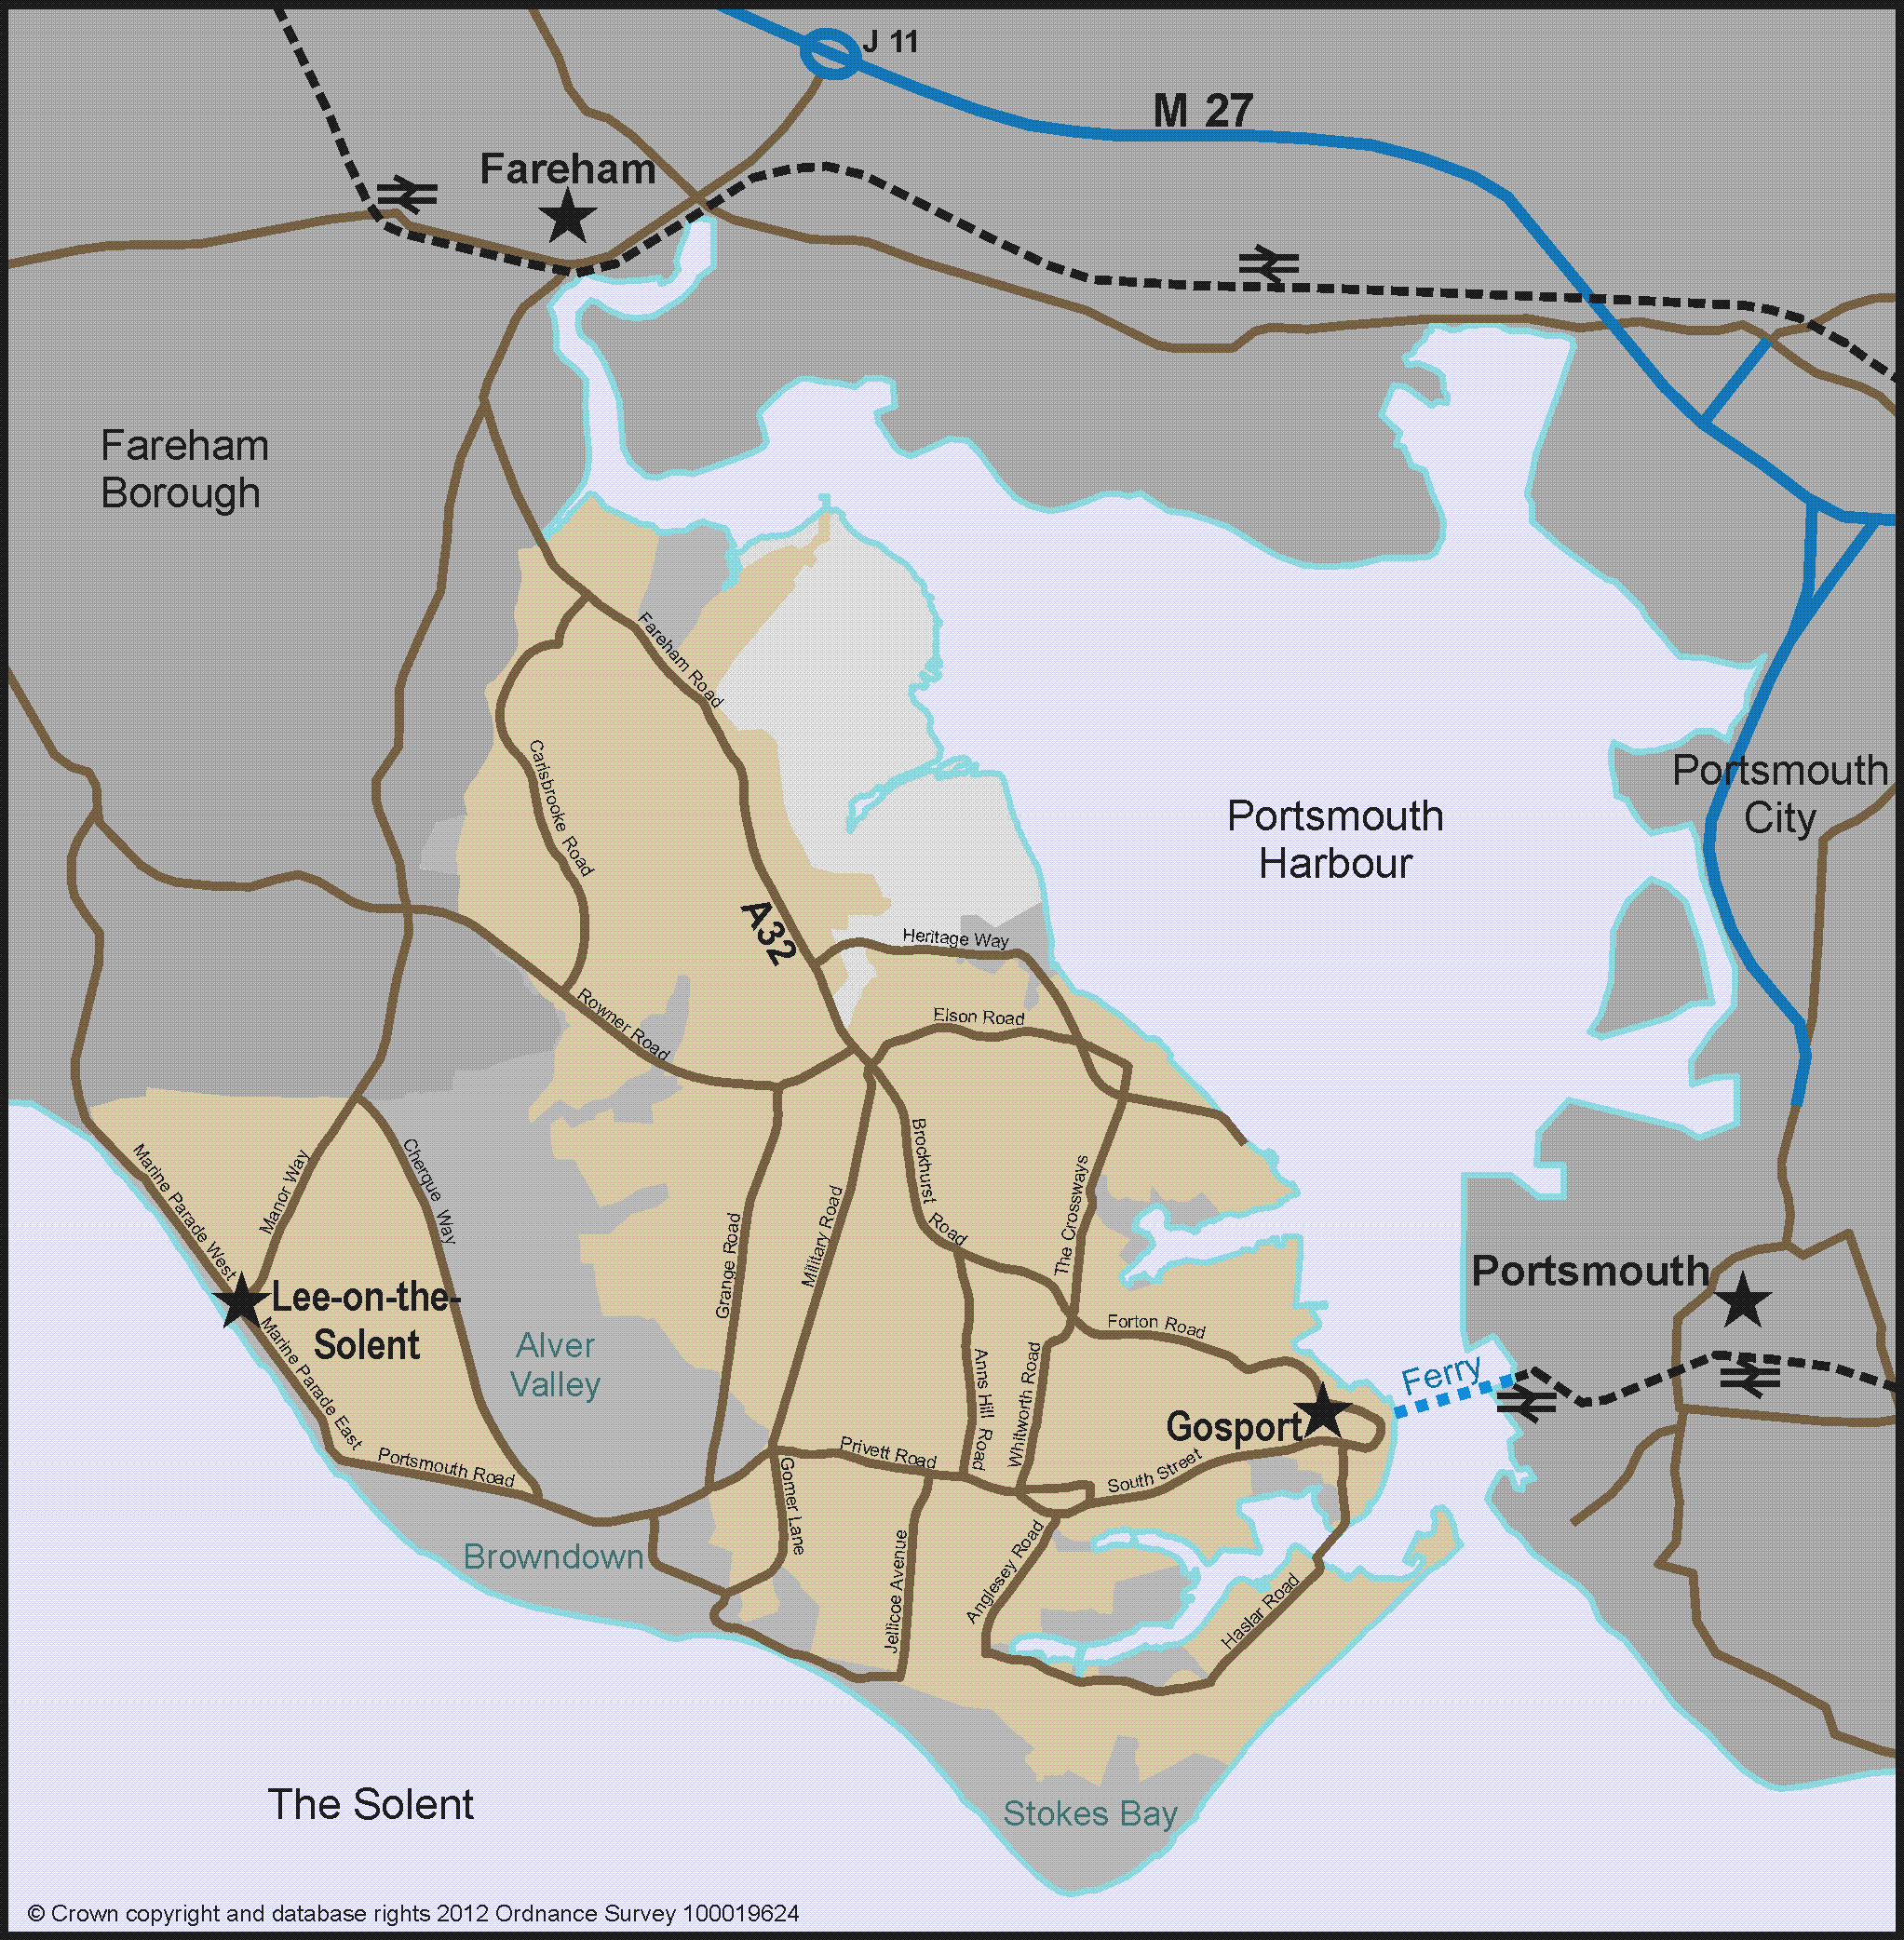 J 11
M 27
Fareham
Fareham
Borough
Fareham Road
Carisbrooke Road
Portsmouth
City
Portsmouth
Harbour
A32
Heritage Way
Rowner Road
Elson Road
Marine Parade West
Manor Way
Cherque Way
Brockhurst Road
The Crossways
Grange Road
Military Road
Portsmouth
Lee-on-the-
Solent
Marine Parade East
Alver
Valley
Forton Road
Anns Hill Road
Whitworth Road
Ferry
Gosport
Portsmouth Road
Privett Road
South Street
Gomer Lane
Browndown
Jellicoe Avenue
Anglesey Road
Haslar Road
The Solent
Stokes Bay
© Crown copyright and database rights 2012 Ordnance Survey 100019624